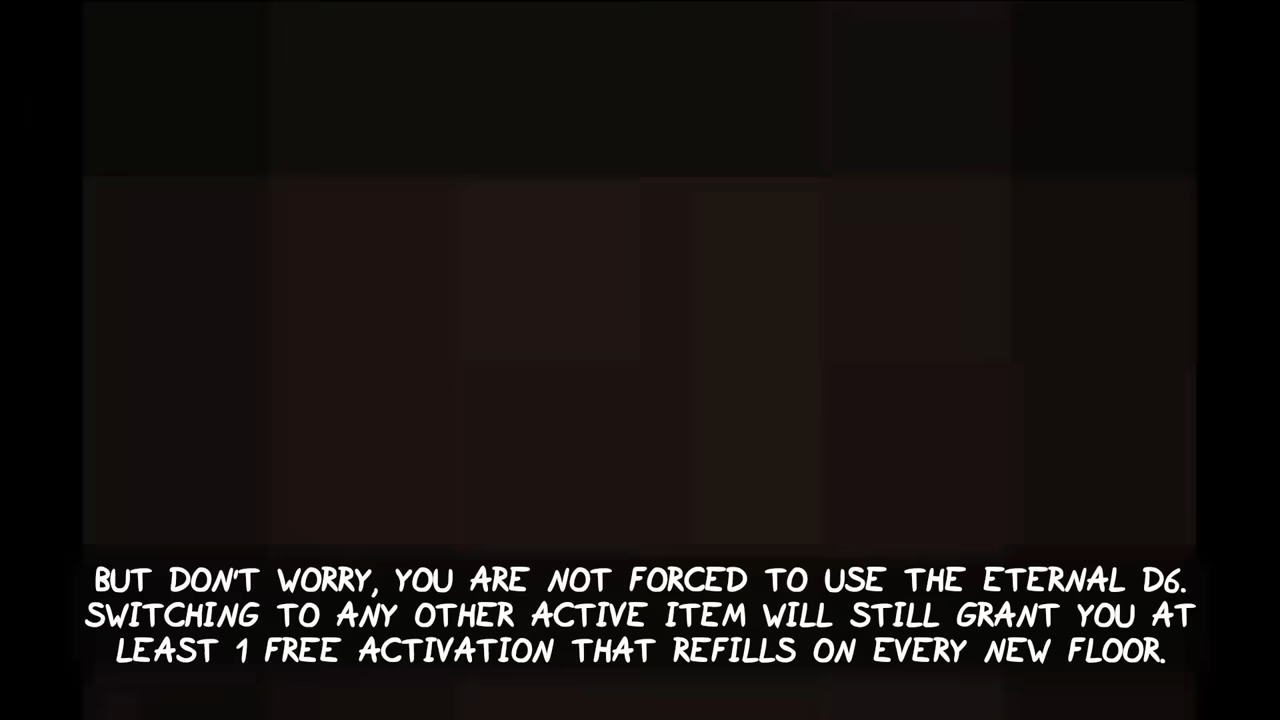 BUT DON'T WORRY, YOU ARE NOT FORCED TO USE THE ETERNAL D6.
SWITCHING TO ANY OTHER ACTIVE ITEM WILL STILL GRANT YOU AT
LEAST 1 FREE ACTIVATION THAT REFILLS ON EVERY NEW FLOOR.